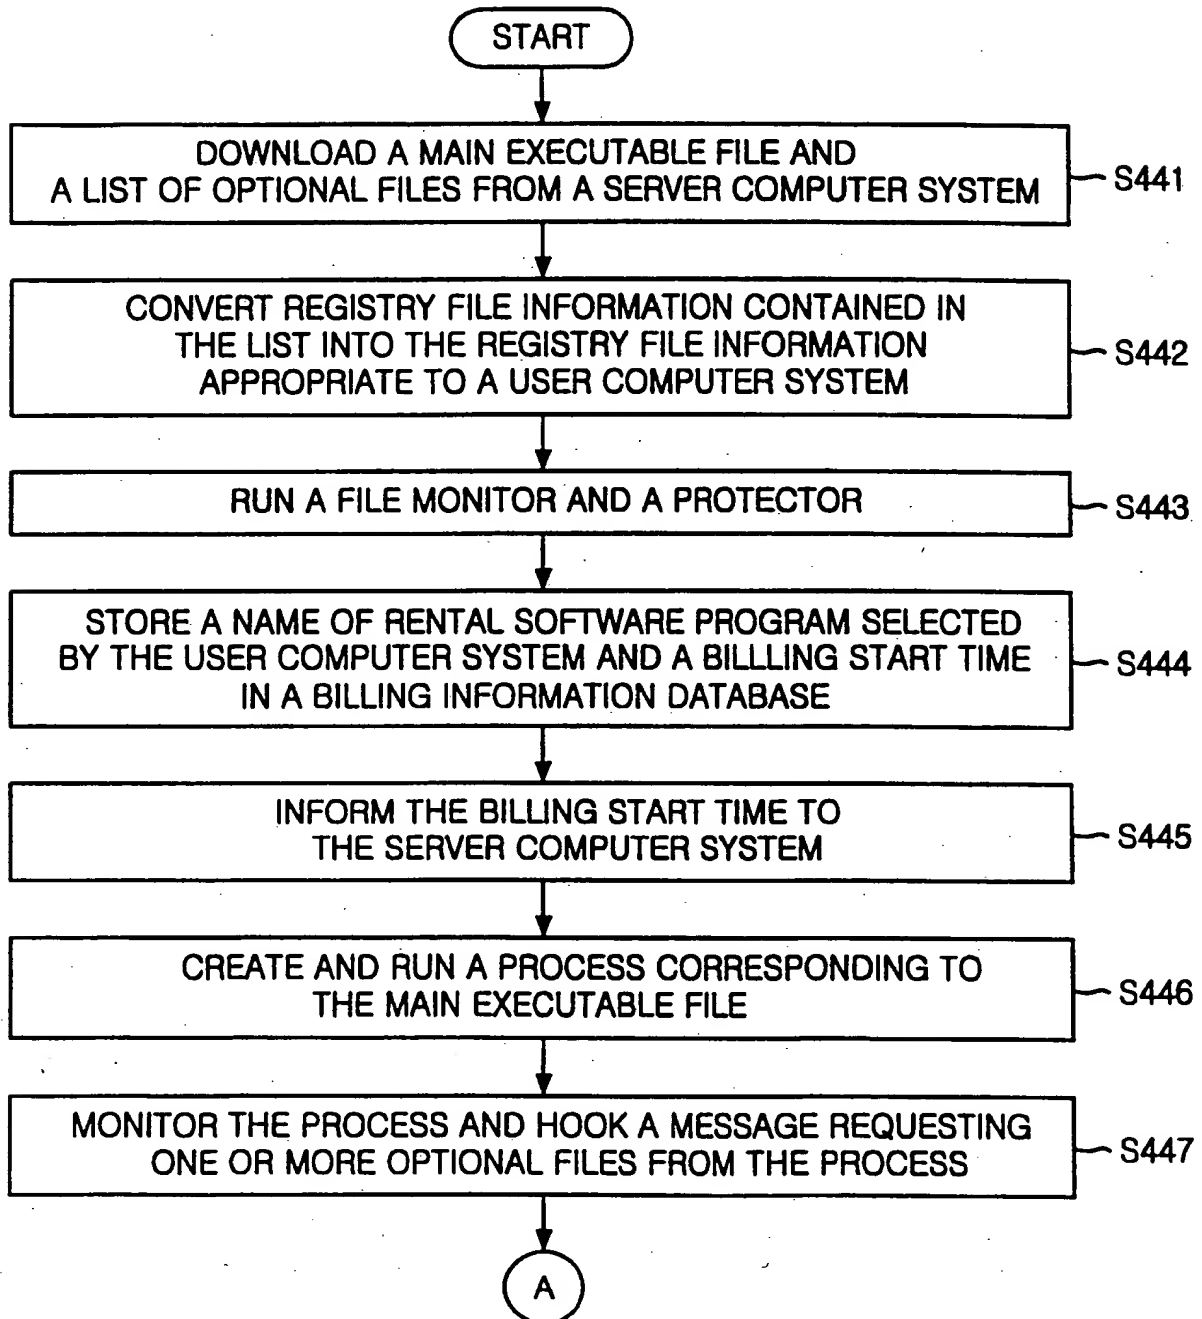 START
DOWNLOAD A MAIN EXECUTABLE FILE AND
A LIST OF OPTIONAL FILES FROM A SERVER COMPUTER SYSTEM
S441
CONVERT REGISTRY FILE INFORMATION CONTAINED IN
THE LIST INTO THE REGISTRY FILE INFORMATION
APPROPRIATE TO A USER COMPUTER SYSTEM
S442
RUN A FILE MONITOR AND A PROTECTOR
S443
STORE A NAME OF RENTAL SOFTWARE PROGRAM SELECTED
BY THE USER COMPUTER SYSTEM AND A BILLLING START TIME
IN A BILLING INFORMATION DATABASE
S444
INFORM THE BILLING START TIME TO
THE SERVER COMPUTER SYSTEM
S445
CREATE AND RUN A PROCESS CORRESPONDING TO
THE MAIN EXECUTABLE FILE
S446
MONITOR THE PROCESS AND HOOK A MESSAGE REQUESTING
ONE OR MORE OPTIONAL FILES FROM THE PROCESS
S447
A